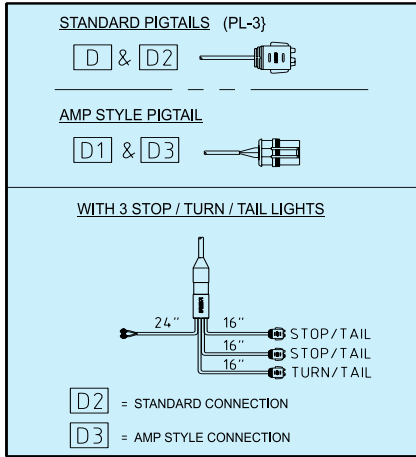 STANDARD PIGTAILS (PL-3}
D & D2
AMP STYLE PIGTAIL
D1 & D3
WITH 3 STOP / TURN / TAIL LIGHTS
24" 16" STOP/TAIL
16" STOP/TAIL
16" TURN/TAIL
D2 = STANDARD CONNECTION
D3 = AMP STYLE CONNECTION